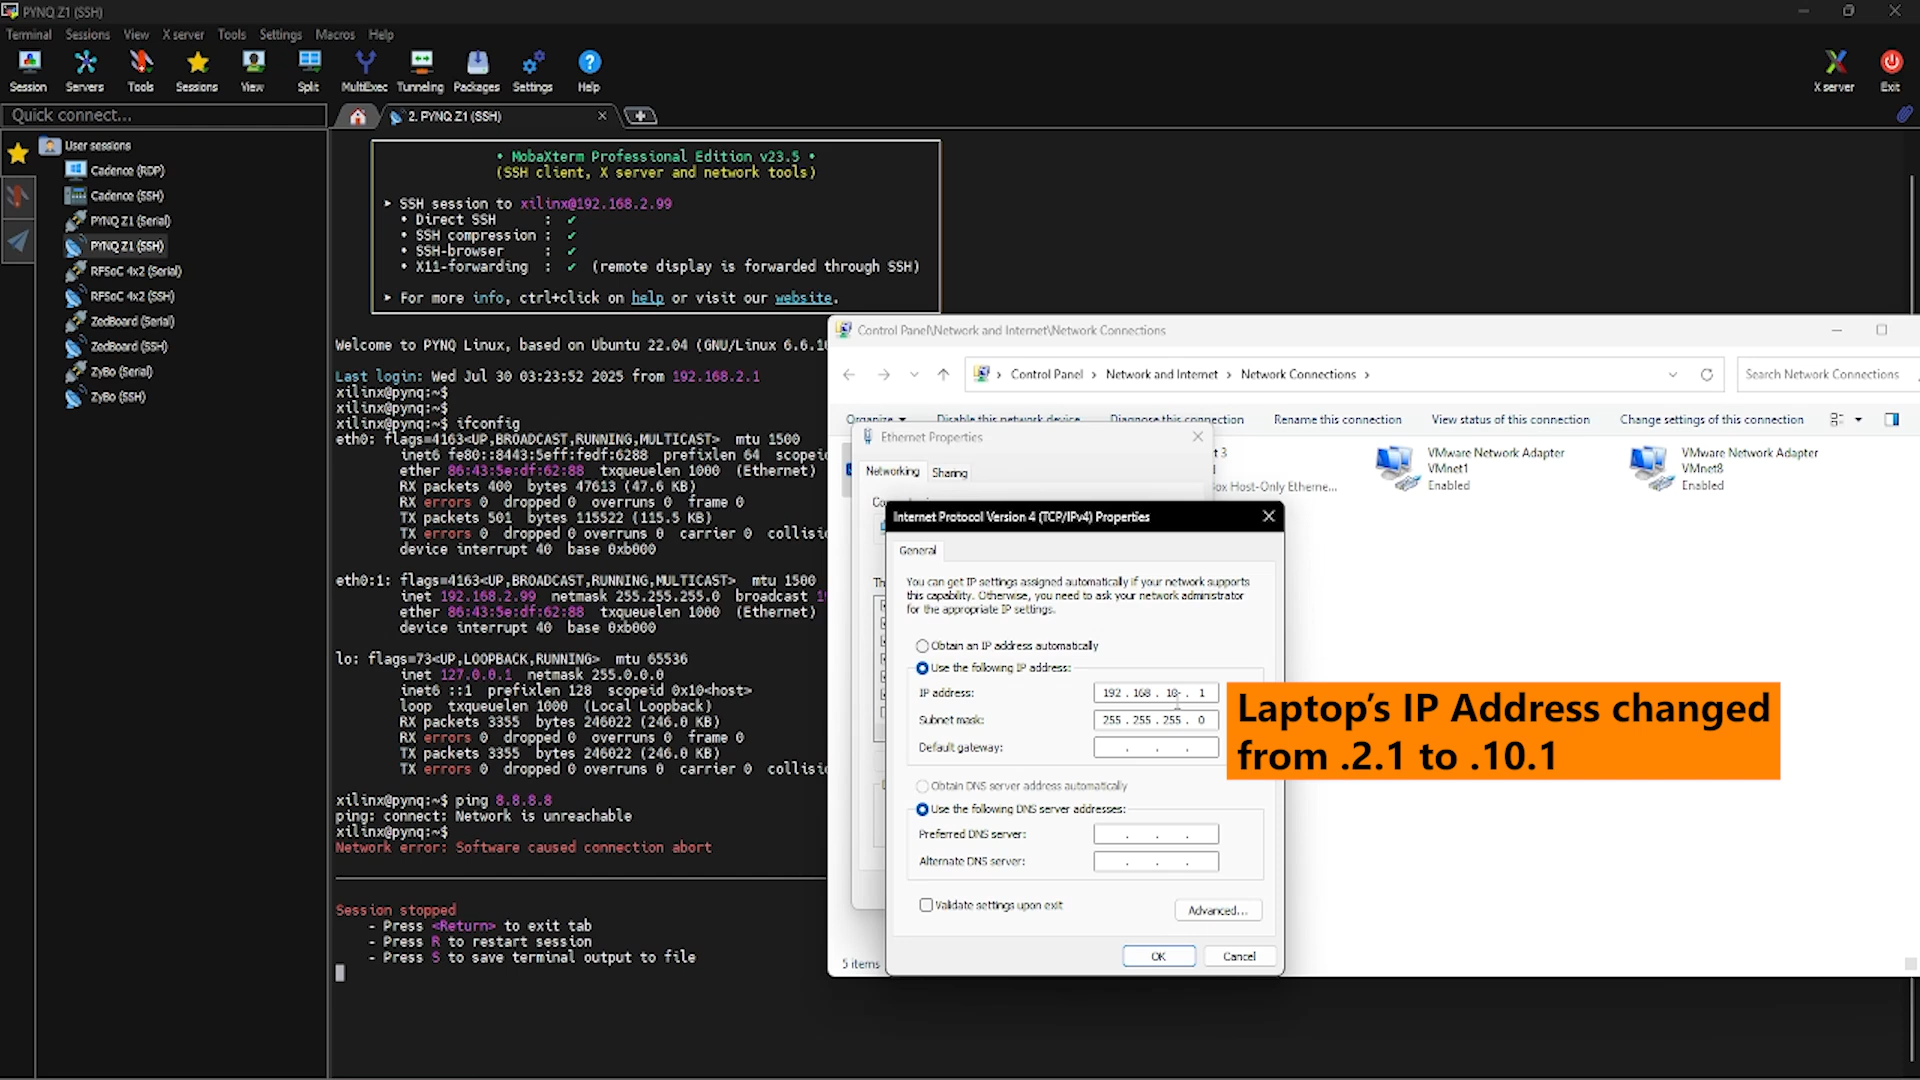 PYNQ Z1 (SSH)
Terminal Sessions View X server Tools Settings Macros Help
Session Servers Tools Sessions View Split MultiExec Tunneling Packages Settings Help X server Exit
Quick connect...
2. PYNQ Z1 (SSH)
User sessions
Cadence (RDP)
Cadence (SSH)
PYNQ Z1 (Serial)
PYNQ Z1 (SSH)
RFSoC 4x2 (Serial)
RFSoC 4x2 (SSH)
ZedBoard (Serial)
ZedBoard (SSH)
ZyBo (Serial)
ZyBo (SSH)
• MobaXterm Professional Edition v23.5 •
(SSH client, X server and network tools)
▸ SSH session to xilinx@192.168.2.99
• Direct SSH : ✓
• SSH compression : ✓
• SSH-browser : ✓
• X11-forwarding : ✓ (remote display is forwarded through SSH)
▸ For more info, ctrl+click on help or visit our website.
Welcome to PYNQ Linux, based on Ubuntu 22.04 (GNU/Linux 6.6.10
Last login: Wed Jul 30 03:23:52 2025 from 192.168.2.1
xilinx@pynq:~$
xilinx@pynq:~$
xilinx@pynq:~$ ifconfig
eth0: flags=4163<UP,BROADCAST,RUNNING,MULTICAST> mtu 1500
inet6 fe80::8443:5eff:fedf:6288 prefixlen 64 scopei
ether 86:43:5e:df:62:88 txqueuelen 1000 (Ethernet)
RX packets 400 bytes 47613 (47.6 KB)
RX errors 0 dropped 0 overruns 0 frame 0
TX packets 501 bytes 115522 (115.5 KB)
TX errors 0 dropped 0 overruns 0 carrier 0 collisi
device interrupt 40 base 0xb000
eth0:1: flags=4163<UP,BROADCAST,RUNNING,MULTICAST> mtu 1500
inet 192.168.2.99 netmask 255.255.255.0 broadcast 1
ether 86:43:5e:df:62:88 txqueuelen 1000 (Ethernet)
device interrupt 40 base 0xb000
lo: flags=73<UP,LOOPBACK,RUNNING> mtu 65536
inet 127.0.0.1 netmask 255.0.0.0
inet6 ::1 prefixlen 128 scopeid 0x10<host>
loop txqueuelen 1000 (Local Loopback)
RX packets 3355 bytes 246022 (246.0 KB)
RX errors 0 dropped 0 overruns 0 frame 0
TX packets 3355 bytes 246022 (246.0 KB)
TX errors 0 dropped 0 overruns 0 carrier 0 collisi
xilinx@pynq:~$ ping 8.8.8.8
ping: connect: Network is unreachable
xilinx@pynq:~$
Network error: Software caused connection abort
Session stopped
- Press <Return> to exit tab
- Press R to restart session
- Press S to save terminal output to file
Control Panel\Network and Internet\Network Connections
Control Panel › Network and Internet › Network Connections ›
Search Network Connections
Organize Disable this network device Diagnose this connection Rename this connection View status of this connection Change settings of this connection
t 3
ox Host-Only Etherne...
VMware Network Adapter
VMnet1
Enabled
VMware Network Adapter
VMnet8
Enabled
5 items
Ethernet Properties
Networking Sharing
Internet Protocol Version 4 (TCP/IPv4) Properties
General
You can get IP settings assigned automatically if your network supports
this capability. Otherwise, you need to ask your network administrator
for the appropriate IP settings.
Obtain an IP address automatically
Use the following IP address:
IP address: 192 . 168 . 10 . 1
Subnet mask: 255 . 255 . 255 . 0
Default gateway: . . .
Obtain DNS server address automatically
Use the following DNS server addresses:
Preferred DNS server: . . .
Alternate DNS server: . . .
Validate settings upon exit
Advanced...
OK Cancel
Laptop's IP Address changed
from .2.1 to .10.1